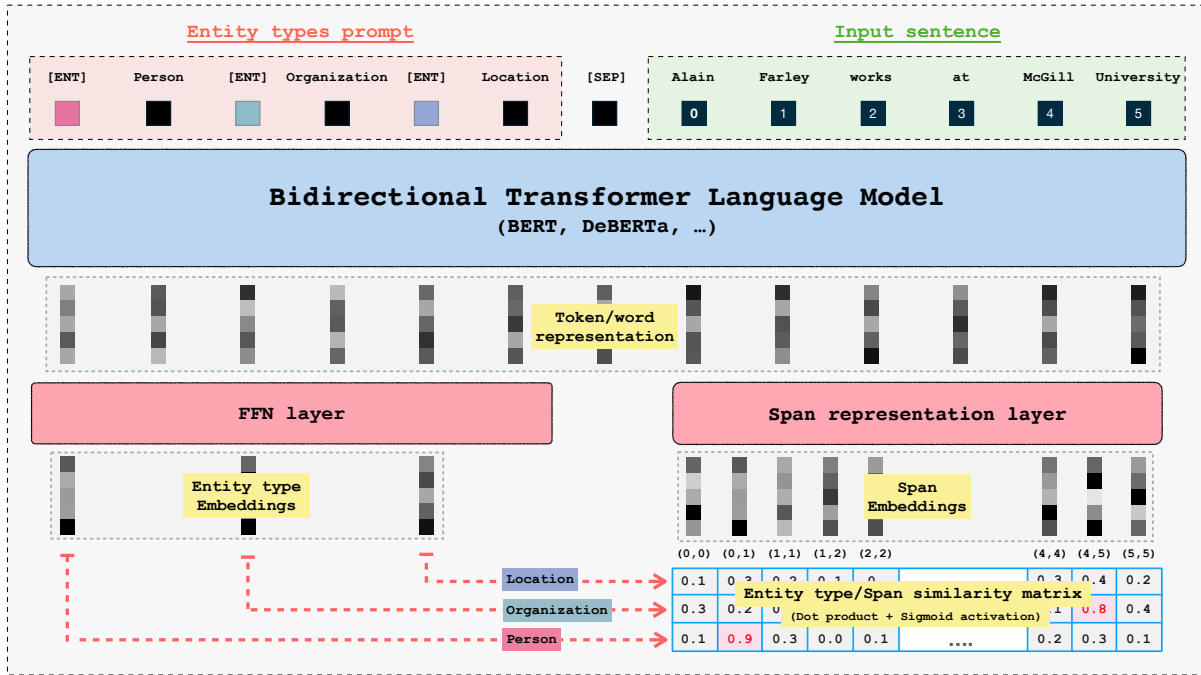 Entity types prompt
Input sentence
[ENT] Person [ENT] Organization [ENT] Location [SEP] Alain Farley works at McGill University
0 1 2 3 4 5
Bidirectional Transformer Language Model
(BERT, DeBERTa, …)
Token/word
representation
FFN layer
Span representation layer
Entity type
Embeddings
Span
Embeddings
(0,0) (0,1) (1,1) (1,2) (2,2) (4,4) (4,5) (5,5)
Location 0.1 0.4 0.2
Entity type/Span similarity matrix
Organization 0.3 0.8 0.4
(Dot product + Sigmoid activation)
Person 0.1 0.9 0.3 0.0 0.1 …. 0.2 0.3 0.1